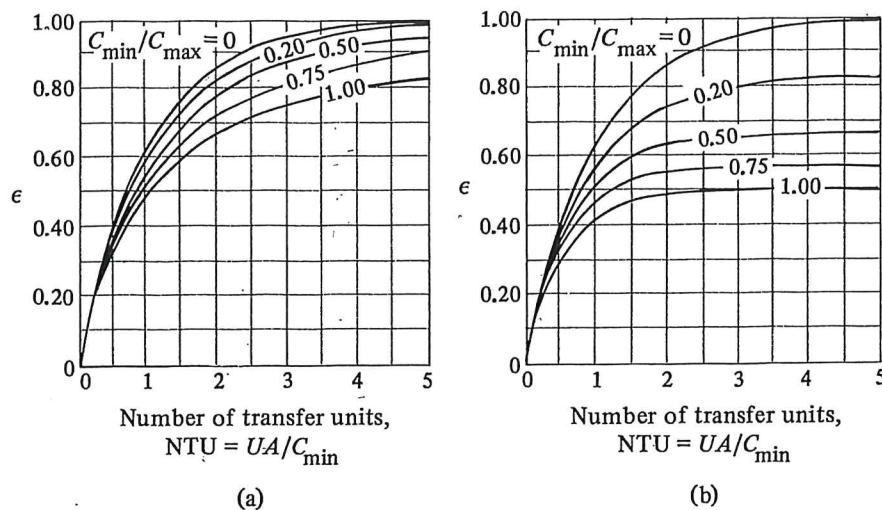 1.00
C_min/C_max = 0
0.20
0.50
0.75
1.00
0.80
0.60
ϵ
0.40
0.20
0
0 1 2 3 4 5
Number of transfer units,
NTU = UA/C_min
(a)
1.00
C_min/C_max = 0
0.80
0.20
0.60
0.50
0.75
1.00
ϵ
0.40
0.20
0
0 1 2 3 4 5
Number of transfer units,
NTU = UA/C_min
(b)